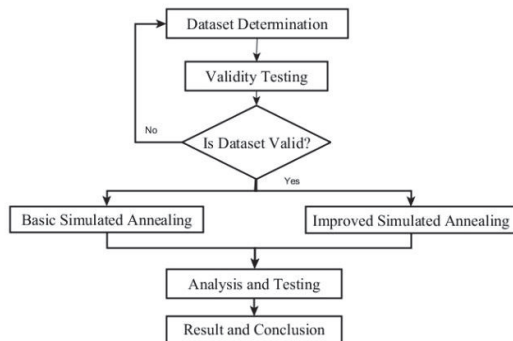 Dataset Determination
Validity Testing
Is Dataset Valid?
No
Yes
Basic Simulated Annealing
Improved Simulated Annealing
Analysis and Testing
Result and Conclusion